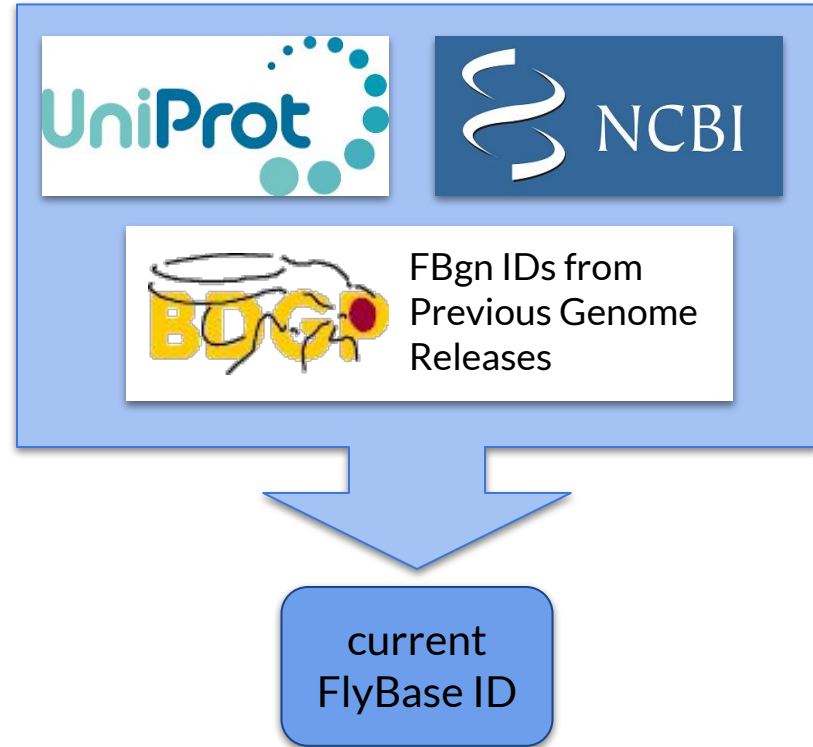 UniProt
NCBI
BDGP
FBgn IDs from
Previous Genome
Releases
current
FlyBase ID